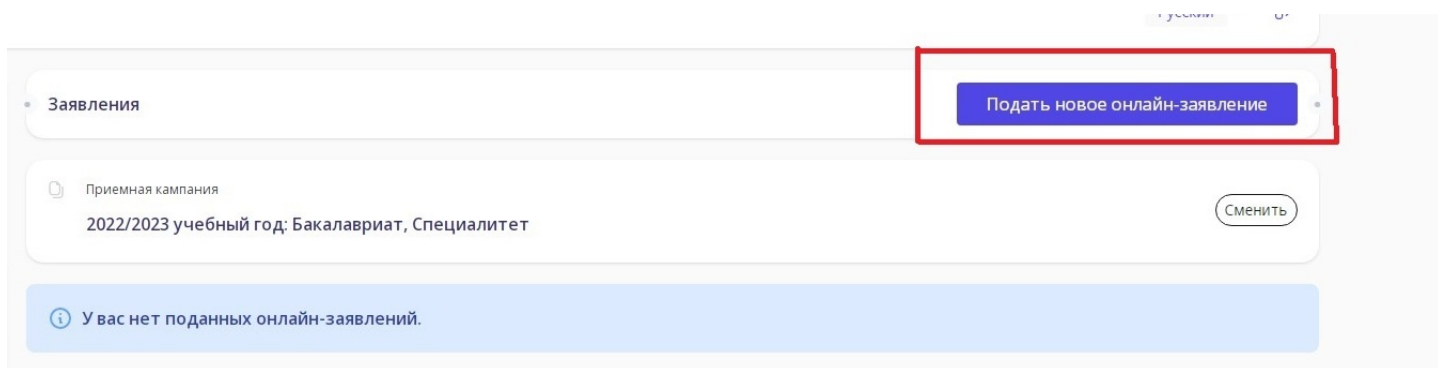 Русский
Заявления
Подать новое онлайн-заявление
Приемная кампания
2022/2023 учебный год: Бакалавриат, Специалитет
Сменить
У вас нет поданных онлайн-заявлений.